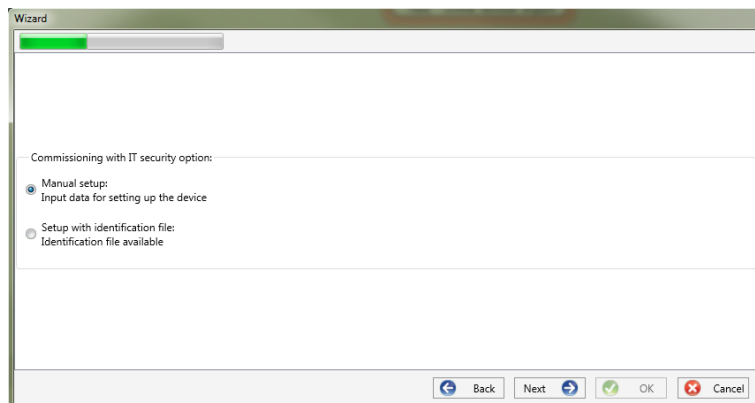 Wizard
Commissioning with IT security option:
Manual setup:
Input data for setting up the device
Setup with identification file:
Identification file available
Back
Next
OK
Cancel